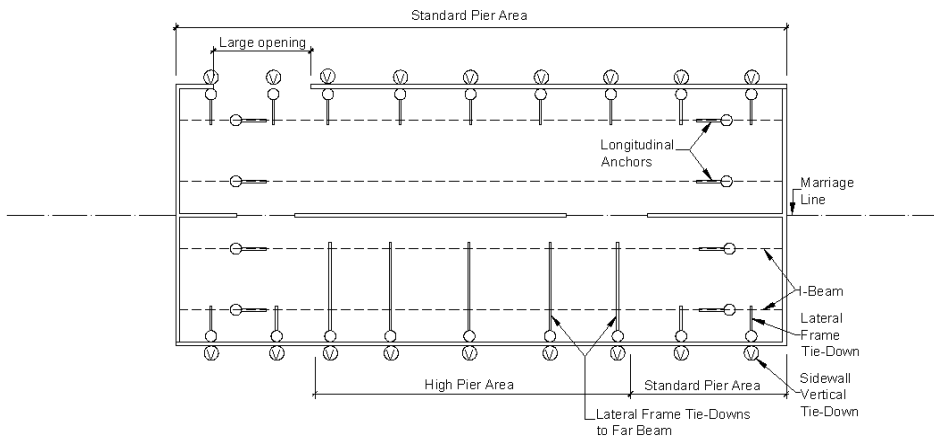 Standard Pier Area
Large opening
V V V V V V V V V
Longitudinal
Anchors
Marriage
Line
I-Beam
Lateral
Frame
Tie-Down
V V V V V V V V V
Sidewall
Vertical
Tie-Down
High Pier Area
Standard Pier Area
Lateral Frame Tie-Downs
to Far Beam